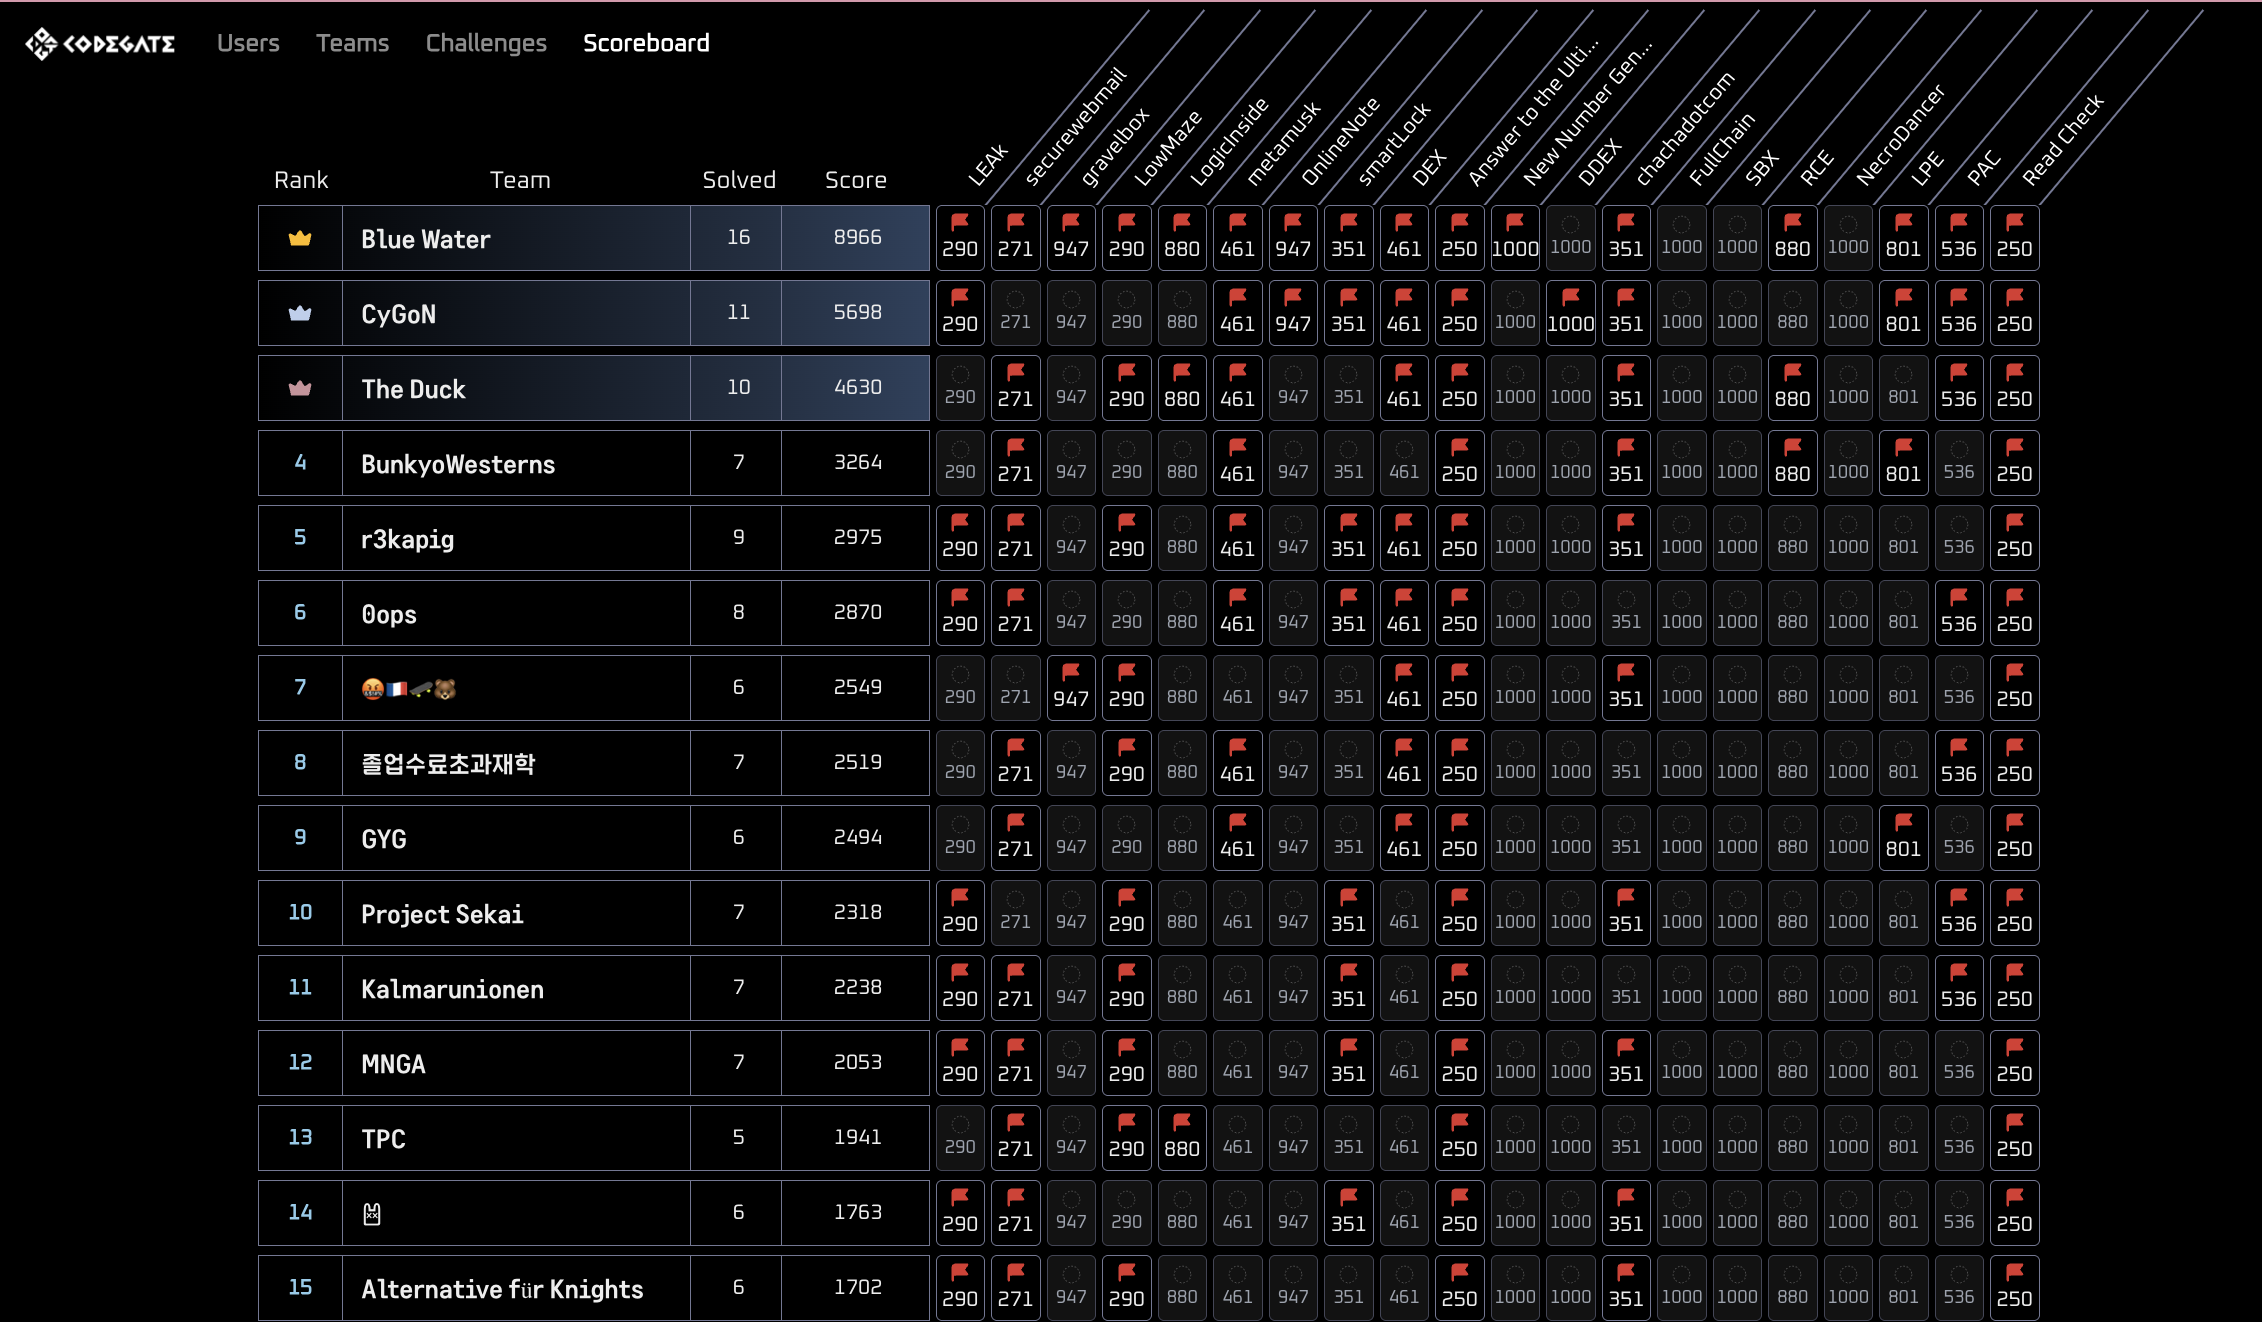 CODEGATE Users Teams Challenges Scoreboard
LEAk securewebmail gravelbox LowMaze LogicInside metamusk OnlineNote smartLock DEX Answer to the Ulti... New Number Gen... DDEX chachadotcom FullChain SBX RCE NecroDancer LPE PAC Read Check
Rank Team Solved Score
Blue Water 16 8966 290 271 947 290 880 461 947 351 461 250 1000 1000 351 1000 1000 880 1000 801 536 250
CyGoN 11 5698 290 271 947 290 880 461 947 351 461 250 1000 1000 351 1000 1000 880 1000 801 536 250
The Duck 10 4630 290 271 947 290 880 461 947 351 461 250 1000 1000 351 1000 1000 880 1000 801 536 250
4 BunkyoWesterns 7 3264 290 271 947 290 880 461 947 351 461 250 1000 1000 351 1000 1000 880 1000 801 536 250
5 r3kapig 9 2975 290 271 947 290 880 461 947 351 461 250 1000 1000 351 1000 1000 880 1000 801 536 250
6 0ops 8 2870 290 271 947 290 880 461 947 351 461 250 1000 1000 351 1000 1000 880 1000 801 536 250
7 🤬🇫🇷🛹🐻 6 2549 290 271 947 290 880 461 947 351 461 250 1000 1000 351 1000 1000 880 1000 801 536 250
8 졸업수료초과재학 7 2519 290 271 947 290 880 461 947 351 461 250 1000 1000 351 1000 1000 880 1000 801 536 250
9 GYG 6 2494 290 271 947 290 880 461 947 351 461 250 1000 1000 351 1000 1000 880 1000 801 536 250
10 Project Sekai 7 2318 290 271 947 290 880 461 947 351 461 250 1000 1000 351 1000 1000 880 1000 801 536 250
11 Kalmarunionen 7 2238 290 271 947 290 880 461 947 351 461 250 1000 1000 351 1000 1000 880 1000 801 536 250
12 MNGA 7 2053 290 271 947 290 880 461 947 351 461 250 1000 1000 351 1000 1000 880 1000 801 536 250
13 TPC 5 1941 290 271 947 290 880 461 947 351 461 250 1000 1000 351 1000 1000 880 1000 801 536 250
14 6 1763 290 271 947 290 880 461 947 351 461 250 1000 1000 351 1000 1000 880 1000 801 536 250
15 Alternative für Knights 6 1702 290 271 947 290 880 461 947 351 461 250 1000 1000 351 1000 1000 880 1000 801 536 250